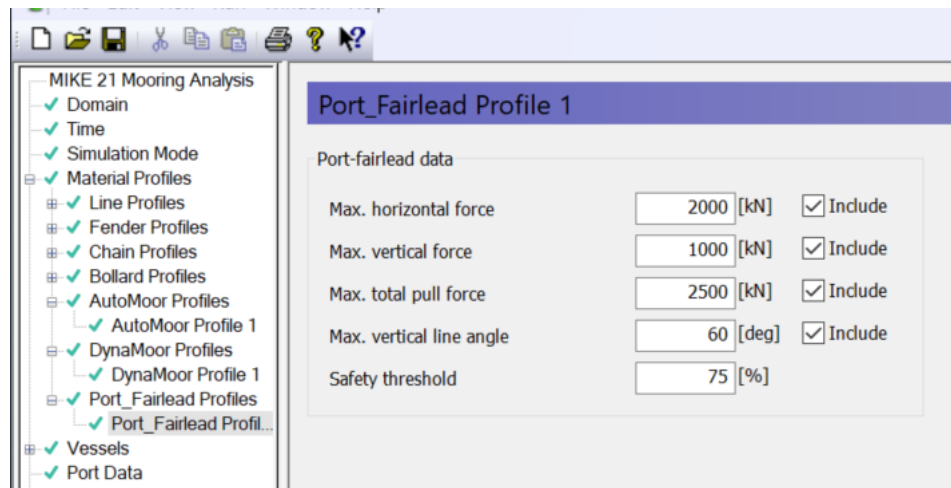 MIKE 21 Mooring Analysis
Domain
Time
Simulation Mode
Material Profiles
Line Profiles
Fender Profiles
Chain Profiles
Bollard Profiles
AutoMoor Profiles
AutoMoor Profile 1
DynaMoor Profiles
DynaMoor Profile 1
Port_Fairlead Profiles
Port_Fairlead Profil...
Vessels
Port Data
Port_Fairlead Profile 1
Port-fairlead data
Max. horizontal force 2000 [kN] Include
Max. vertical force 1000 [kN] Include
Max. total pull force 2500 [kN] Include
Max. vertical line angle 60 [deg] Include
Safety threshold 75 [%]